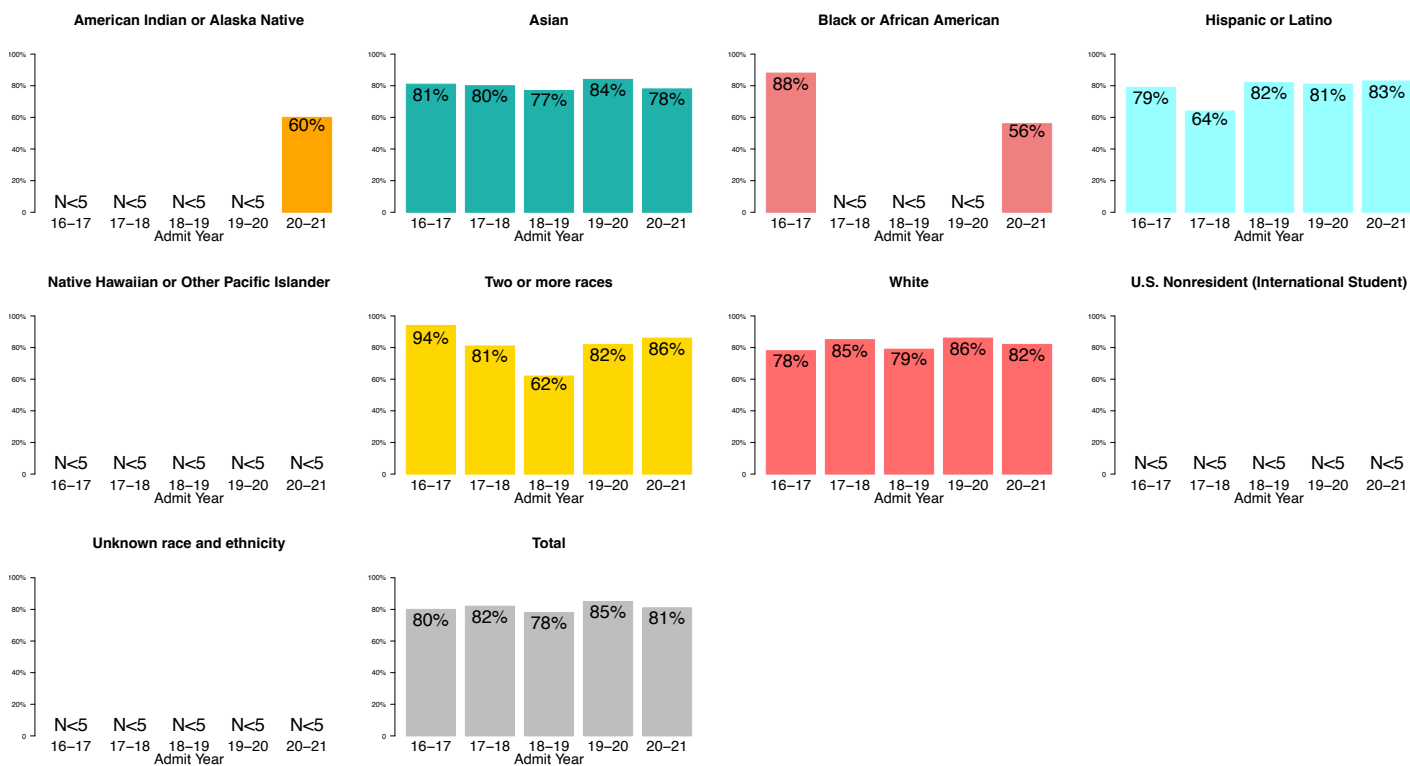 American Indian or Alaska Native
100%
80%
60%
40%
20%
0
N<5 N<5 N<5 N<5 60%
16–17 17–18 18–19 19–20 20–21
Admit Year
Asian
100%
80%
60%
40%
20%
0
81% 80% 77% 84% 78%
16–17 17–18 18–19 19–20 20–21
Admit Year
Black or African American
100%
80%
60%
40%
20%
0
88% N<5 N<5 N<5 56%
16–17 17–18 18–19 19–20 20–21
Admit Year
Hispanic or Latino
100%
80%
60%
40%
20%
0
79% 64% 82% 81% 83%
16–17 17–18 18–19 19–20 20–21
Admit Year
Native Hawaiian or Other Pacific Islander
100%
80%
60%
40%
20%
0
N<5 N<5 N<5 N<5 N<5
16–17 17–18 18–19 19–20 20–21
Admit Year
Two or more races
100%
80%
60%
40%
20%
0
94% 81% 62% 82% 86%
16–17 17–18 18–19 19–20 20–21
Admit Year
White
100%
80%
60%
40%
20%
0
78% 85% 79% 86% 82%
16–17 17–18 18–19 19–20 20–21
Admit Year
U.S. Nonresident (International Student)
100%
80%
60%
40%
20%
0
N<5 N<5 N<5 N<5 N<5
16–17 17–18 18–19 19–20 20–21
Admit Year
Unknown race and ethnicity
100%
80%
60%
40%
20%
0
N<5 N<5 N<5 N<5 N<5
16–17 17–18 18–19 19–20 20–21
Admit Year
Total
100%
80%
60%
40%
20%
0
80% 82% 78% 85% 81%
16–17 17–18 18–19 19–20 20–21
Admit Year